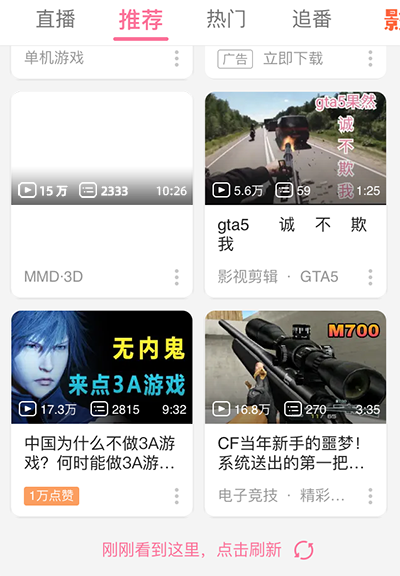 直播 推荐 热门 追番 影
单机游戏
广告 立即下载
15万 2333 10:26
MMD·3D
gta5果然
诚
不
欺
我
5.6万 59 1:25
gta5 诚 不 欺
我
影视剪辑 · GTA5
无内鬼
来点3A游戏
17.3万 2815 9:32
中国为什么不做3A游
戏？何时能做3A游...
1万点赞
M700
16.8万 270 3:35
CF当年新手的噩梦！
系统送出的第一把...
电子竞技 · 精彩...
刚刚看到这里，点击刷新